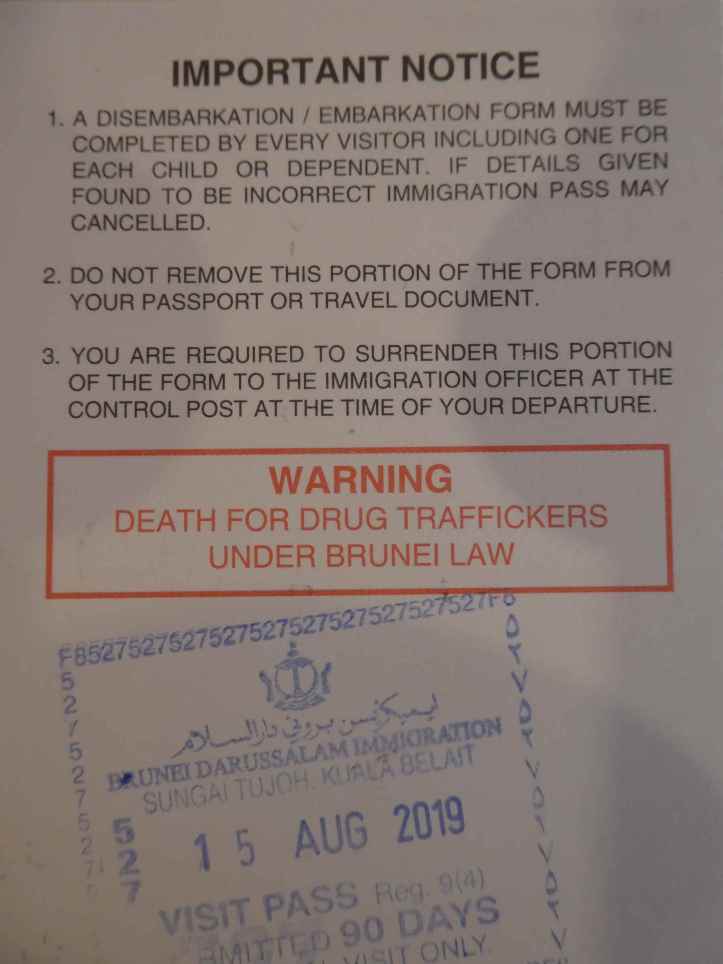 IMPORTANT NOTICE
1. A DISEMBARKATION / EMBARKATION FORM MUST BE
COMPLETED BY EVERY VISITOR INCLUDING ONE FOR
EACH CHILD OR DEPENDENT. IF DETAILS GIVEN
FOUND TO BE INCORRECT IMMIGRATION PASS MAY
CANCELLED.
2. DO NOT REMOVE THIS PORTION OF THE FORM FROM
YOUR PASSPORT OR TRAVEL DOCUMENT.
3. YOU ARE REQUIRED TO SURRENDER THIS PORTION
OF THE FORM TO THE IMMIGRATION OFFICER AT THE
CONTROL POST AT THE TIME OF YOUR DEPARTURE.
WARNING
DEATH FOR DRUG TRAFFICKERS
UNDER BRUNEI LAW
BRUNEI DARUSSALAM IMMIGRATION
SUNGAI TUJOH, KUALA BELAIT
527
15 AUG 2019
VISIT PASS Reg. 9(4)
90 DAYS
VISIT ONLY